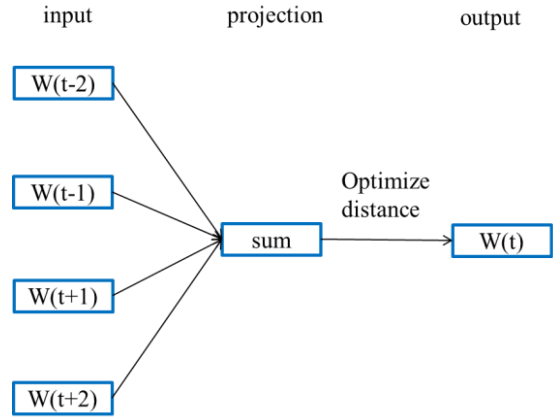 input
projection
output
W(t-2)
W(t-1)
Optimize
distance
sum
W(t)
W(t+1)
W(t+2)